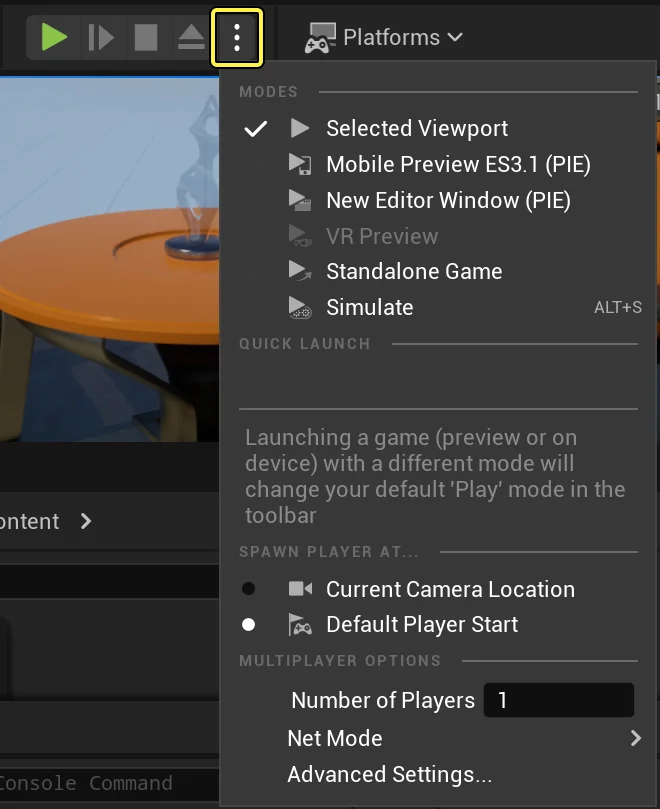 Platforms
MODES
Selected Viewport
Mobile Preview ES3.1 (PIE)
New Editor Window (PIE)
VR Preview
Standalone Game
Simulate ALT+S
QUICK LAUNCH
Launching a game (preview or on
device) with a different mode will
change your default 'Play' mode in the
toolbar
ontent
SPAWN PLAYER AT...
Current Camera Location
Default Player Start
MULTIPLAYER OPTIONS
Number of Players 1
Net Mode
Advanced Settings...
Console Command